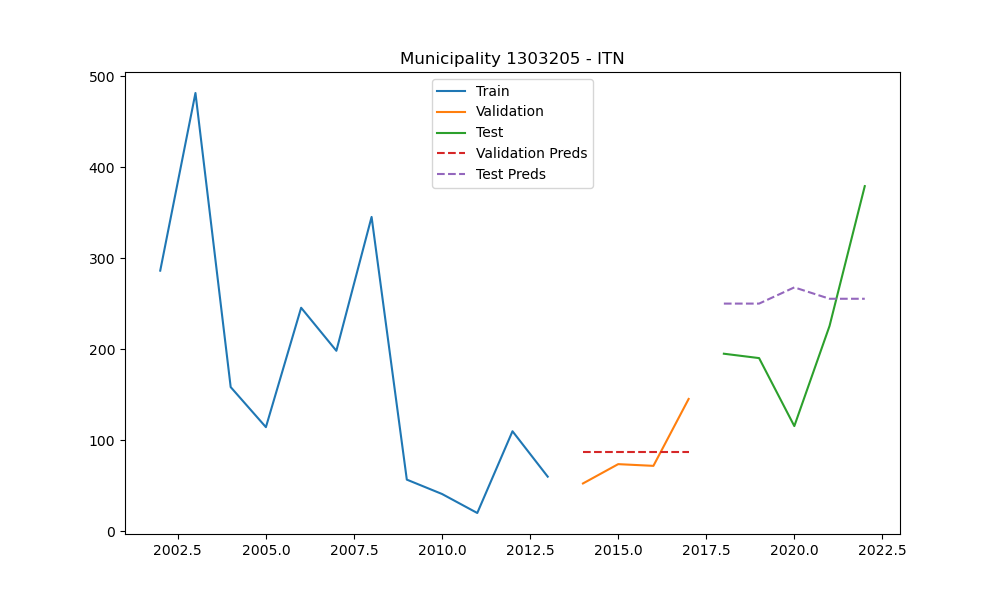 Municipality 1303205 - ITN
Train
Validation
Test
Validation Preds
Test Preds
500
400
300
200
100
0
2002.5 2005.0 2007.5 2010.0 2012.5 2015.0 2017.5 2020.0 2022.5